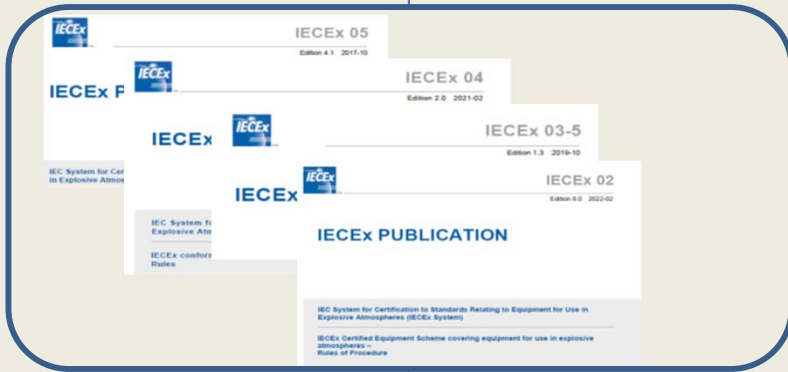 IECEx
IECEx 05
Edition 4.1 2017-10
IECEx P
IEC System for Cer
in Explosive Atmos
IECEx
IECEx 04
Edition 2.0 2021-02
IECEx
IEC System fo
Explosive Atm
IECEx conform
Rules
IECEx
IECEx 03-5
Edition 1.3 2019-10
IECEx
IECEx
IECEx 02
Edition 8.0 2022-02
IECEx PUBLICATION
IEC System for Certification to Standards Relating to Equipment for Use in
Explosive Atmospheres (IECEx System)
IECEx Certified Equipment Scheme covering equipment for use in explosive
atmospheres –
Rules of Procedure